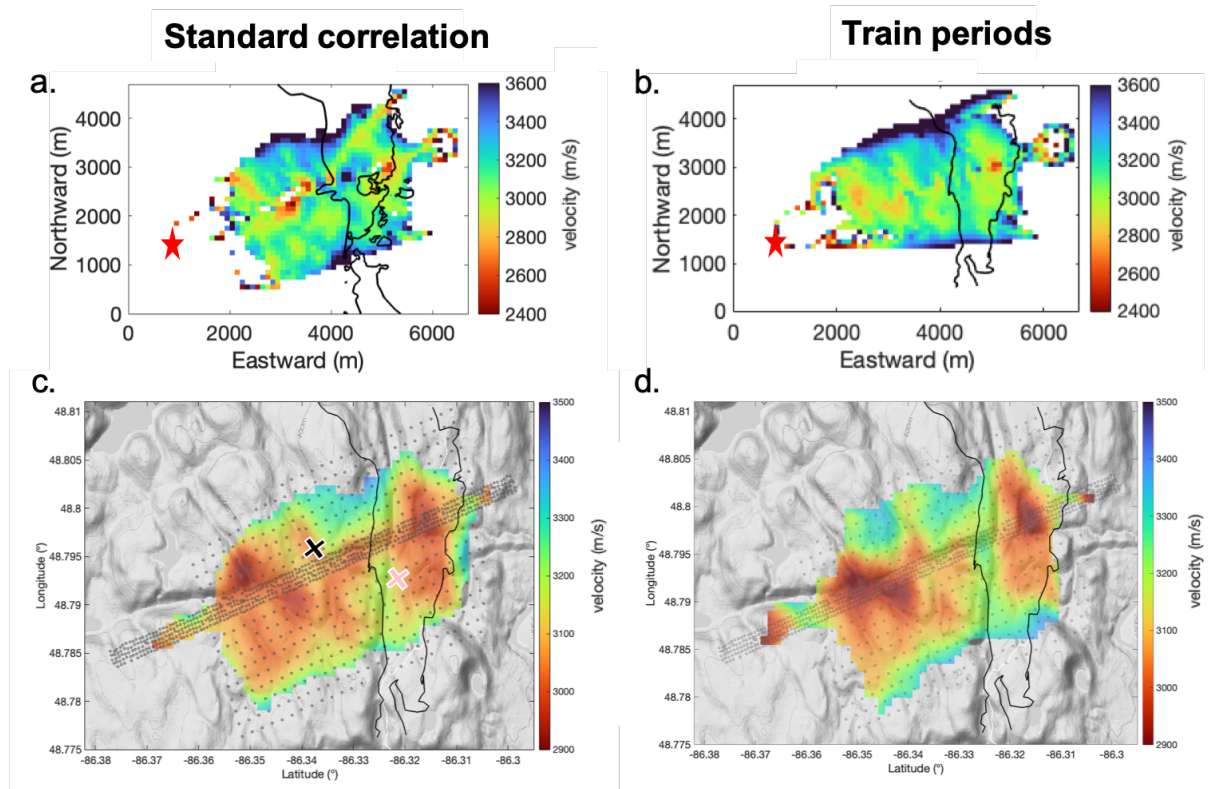 Standard correlation
Train periods
a.
Northward (m)
4000
3000
2000
1000
0
0 2000 4000 6000
Eastward (m)
3600
3400
3200
3000
2800
2600
2400
velocity (m/s)
b.
Northward (m)
4000
3000
2000
1000
0
0 2000 4000 6000
Eastward (m)
3600
3400
3200
3000
2800
2600
2400
velocity (m/s)
c.
Longitude (°)
48.81
48.805
48.8
48.795
48.79
48.785
48.78
48.775
-86.38 -86.37 -86.36 -86.35 -86.34 -86.33 -86.32 -86.31 -86.3
Latitude (°)
3500
3400
3300
3200
3100
3000
2900
velocity (m/s)
d.
Longitude (°)
48.81
48.805
48.8
48.795
48.79
48.785
48.78
48.775
-86.38 -86.37 -86.36 -86.35 -86.34 -86.33 -86.32 -86.31 -86.3
Latitude (°)
3500
3400
3300
3200
3100
3000
2900
velocity (m/s)